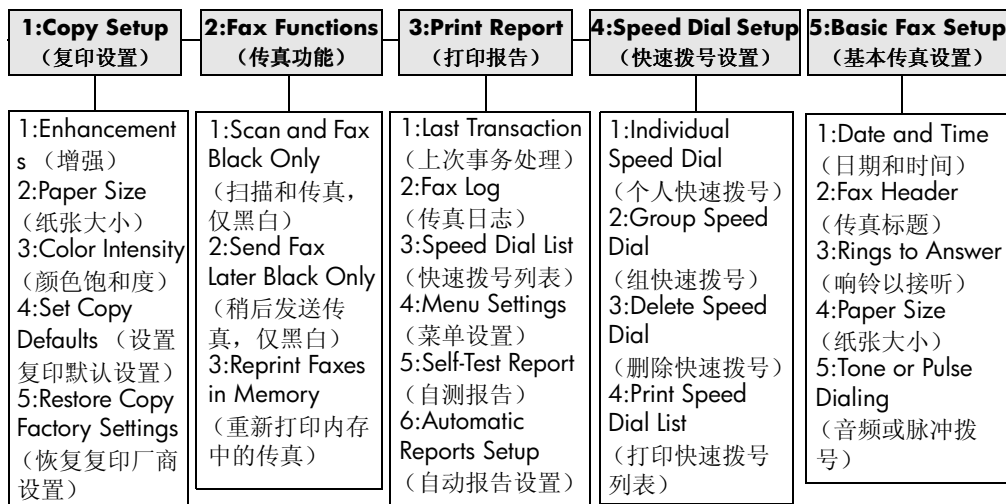 1:Copy Setup
（复印设置）
2:Fax Functions
（传真功能）
3:Print Report
（打印报告）
4:Speed Dial Setup
（快速拨号设置）
5:Basic Fax Setup
（基本传真设置）
1:Enhancement
s （增强）
2:Paper Size
（纸张大小）
3:Color Intensity
（颜色饱和度）
4:Set Copy
Defaults （设置
复印默认设置）
5:Restore Copy
Factory Settings
（恢复复印厂商
设置）
1:Scan and Fax
Black Only
（扫描和传真，
仅黑白）
2:Send Fax
Later Black Only
（稍后发送传
真，仅黑白）
3:Reprint Faxes
in Memory
（重新打印内存
中的传真）
1:Last Transaction
（上次事务处理）
2:Fax Log
（传真日志）
3:Speed Dial List
（快速拨号列表）
4:Menu Settings
（菜单设置）
5:Self-Test Report
（自测报告）
6:Automatic
Reports Setup
（自动报告设置）
1:Individual
Speed Dial
（个人快速拨号）
2:Group Speed
Dial
（组快速拨号）
3:Delete Speed
Dial
（删除快速拨号）
4:Print Speed
Dial List
（打印快速拨号
列表）
1:Date and Time
（日期和时间）
2:Fax Header
（传真标题）
3:Rings to Answer
（响铃以接听）
4:Paper Size
（纸张大小）
5:Tone or Pulse
Dialing
（音频或脉冲拨
号）